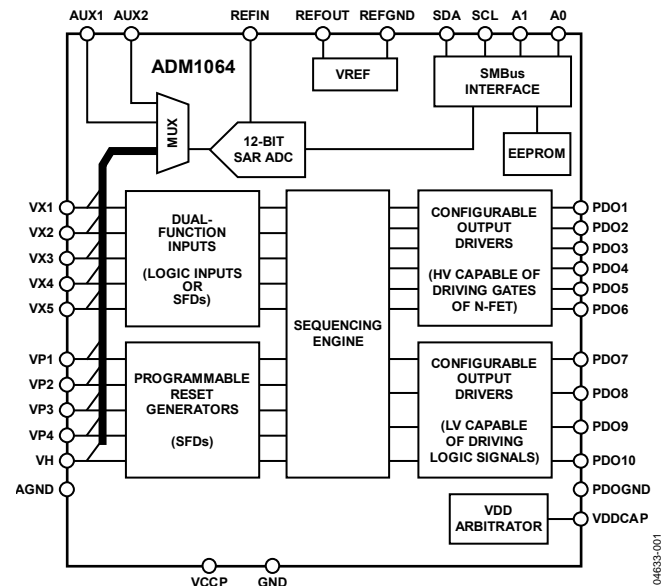 AUX1 AUX2 REFIN REFOUT REFGND SDA SCL A1 A0
ADM1064
VREF
SMBus
INTERFACE
MUX
12-BIT
SAR ADC
EEPROM
VX1
VX2
VX3
VX4
VX5
DUAL-
FUNCTION
INPUTS
(LOGIC INPUTS
OR
SFDs)
SEQUENCING
ENGINE
CONFIGURABLE
OUTPUT
DRIVERS
(HV CAPABLE OF
DRIVING GATES
OF N-FET)
PDO1
PDO2
PDO3
PDO4
PDO5
PDO6
VP1
VP2
VP3
VP4
VH
AGND
PROGRAMMABLE
RESET
GENERATORS
(SFDs)
CONFIGURABLE
OUTPUT
DRIVERS
(LV CAPABLE
OF DRIVING
LOGIC SIGNALS)
PDO7
PDO8
PDO9
PDO10
PDOGND
VDD
ARBITRATOR
VDDCAP
VCCP GND
04633-001